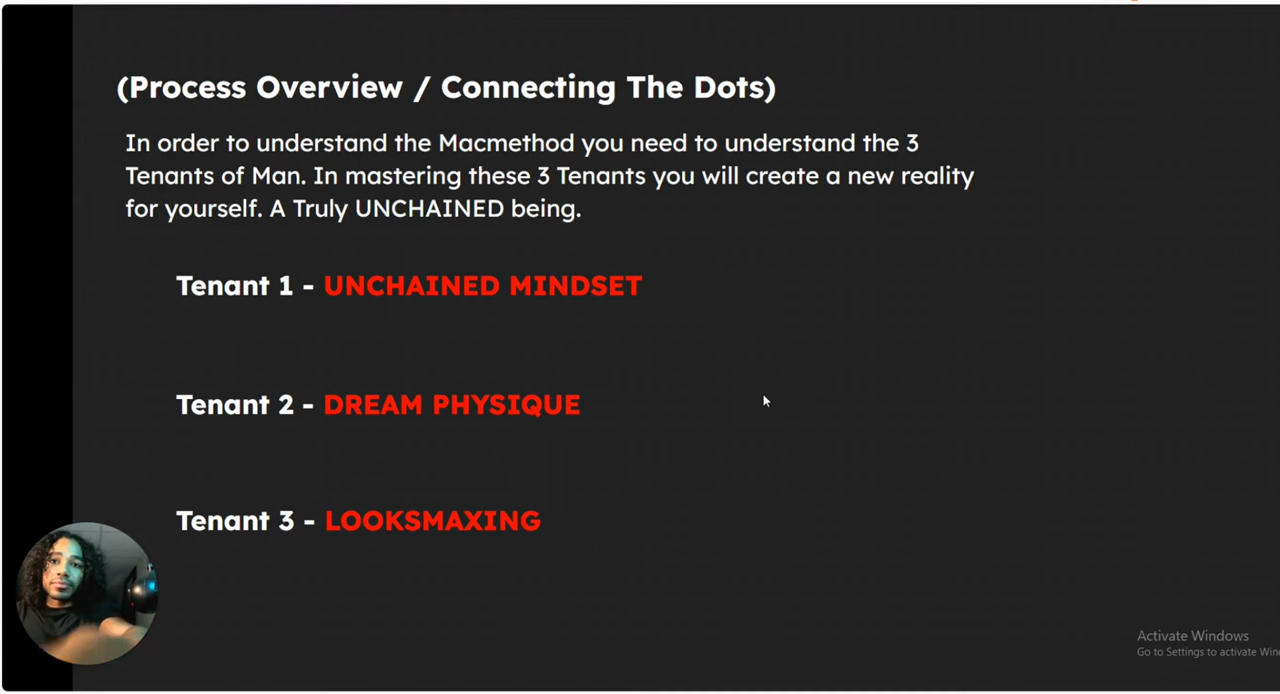 (Process Overview / Connecting The Dots)
In order to understand the Macmethod you need to understand the 3
Tenants of Man. In mastering these 3 Tenants you will create a new reality
for yourself. A Truly UNCHAINED being.
Tenant 1 - UNCHAINED MINDSET
Tenant 2 - DREAM PHYSIQUE
Tenant 3 - LOOKSMAXING
Activate Windows
Go to Settings to activate Win